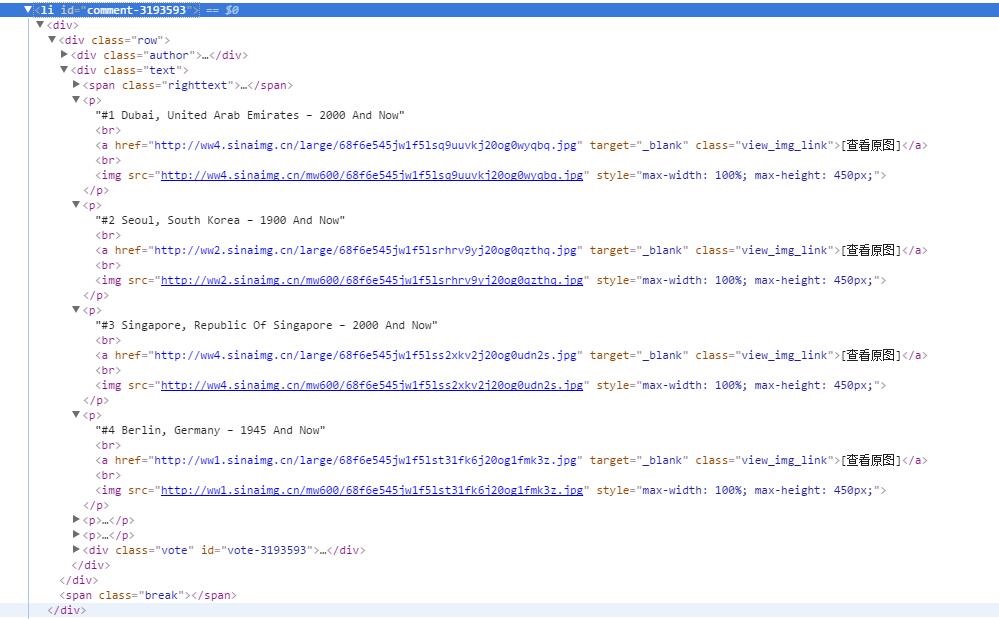 ▼<li id="comment-3193593"> == $0
▼<div>
▼<div class="row">
▶<div class="author">…</div>
▼<div class="text">
▶<span class="righttext">…</span>
▼<p>
"#1 Dubai, United Arab Emirates – 2000 And Now"
<br>
<a href="http://ww4.sinaimg.cn/large/68f6e545jw1f5lsq9uuvkj20og0wyqbq.jpg" target="_blank" class="view_img_link">[查看原图]</a>
<br>
<img src="http://ww4.sinaimg.cn/mw600/68f6e545jw1f5lsq9uuvkj20og0wyqbq.jpg" style="max-width: 100%; max-height: 450px;">
</p>
▼<p>
"#2 Seoul, South Korea – 1900 And Now"
<br>
<a href="http://ww2.sinaimg.cn/large/68f6e545jw1f5lsrhrv9yj20og0qzthq.jpg" target="_blank" class="view_img_link">[查看原图]</a>
<br>
<img src="http://ww2.sinaimg.cn/mw600/68f6e545jw1f5lsrhrv9yj20og0qzthq.jpg" style="max-width: 100%; max-height: 450px;">
</p>
▼<p>
"#3 Singapore, Republic Of Singapore – 2000 And Now"
<br>
<a href="http://ww4.sinaimg.cn/large/68f6e545jw1f5lss2xkv2j20og0udn2s.jpg" target="_blank" class="view_img_link">[查看原图]</a>
<br>
<img src="http://ww4.sinaimg.cn/mw600/68f6e545jw1f5lss2xkv2j20og0udn2s.jpg" style="max-width: 100%; max-height: 450px;">
</p>
▼<p>
"#4 Berlin, Germany – 1945 And Now"
<br>
<a href="http://ww1.sinaimg.cn/large/68f6e545jw1f5lst31fk6j20og1fmk3z.jpg" target="_blank" class="view_img_link">[查看原图]</a>
<br>
<img src="http://ww1.sinaimg.cn/mw600/68f6e545jw1f5lst31fk6j20og1fmk3z.jpg" style="max-width: 100%; max-height: 450px;">
</p>
▶<p>…</p>
▶<p>…</p>
▶<div class="vote" id="vote-3193593">…</div>
</div>
</div>
<span class="break"></span>
</div>